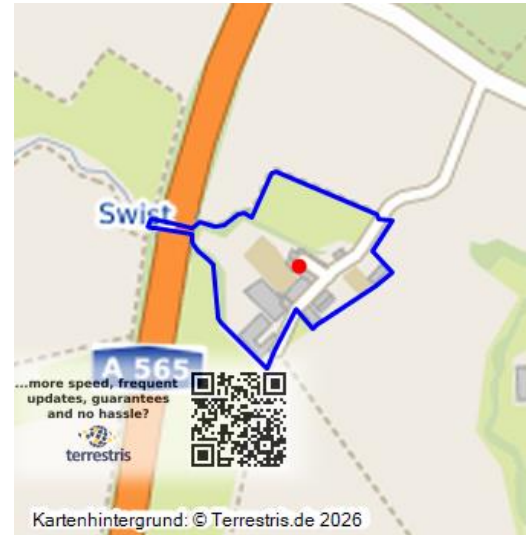 Swist
A 565
...more speed, frequent
updates, guarantees
and no hassle?
terrestris
Kartenhintergrund: © Terrestris.de 2026